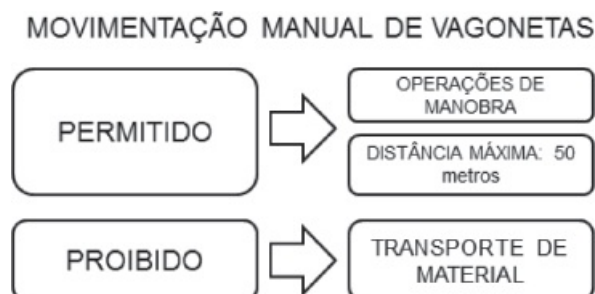 MOVIMENTAÇÃO MANUAL DE VAGONETAS
PERMITIDO
OPERAÇÕES DE
MANOBRA
DISTÂNCIA MÁXIMA: 50
metros
PROIBIDO
TRANSPORTE DE
MATERIAL